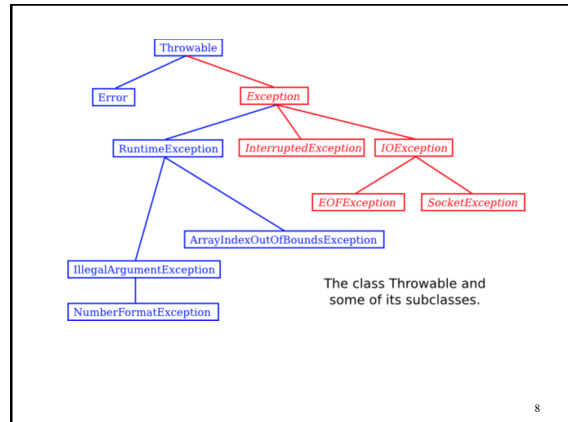 Throwable
Error
Exception
RuntimeException
InterruptedException
IOException
EOFException
SocketException
ArrayIndexOutOfBoundsException
IllegalArgumentException
NumberFormatException
The class Throwable and
some of its subclasses.
8